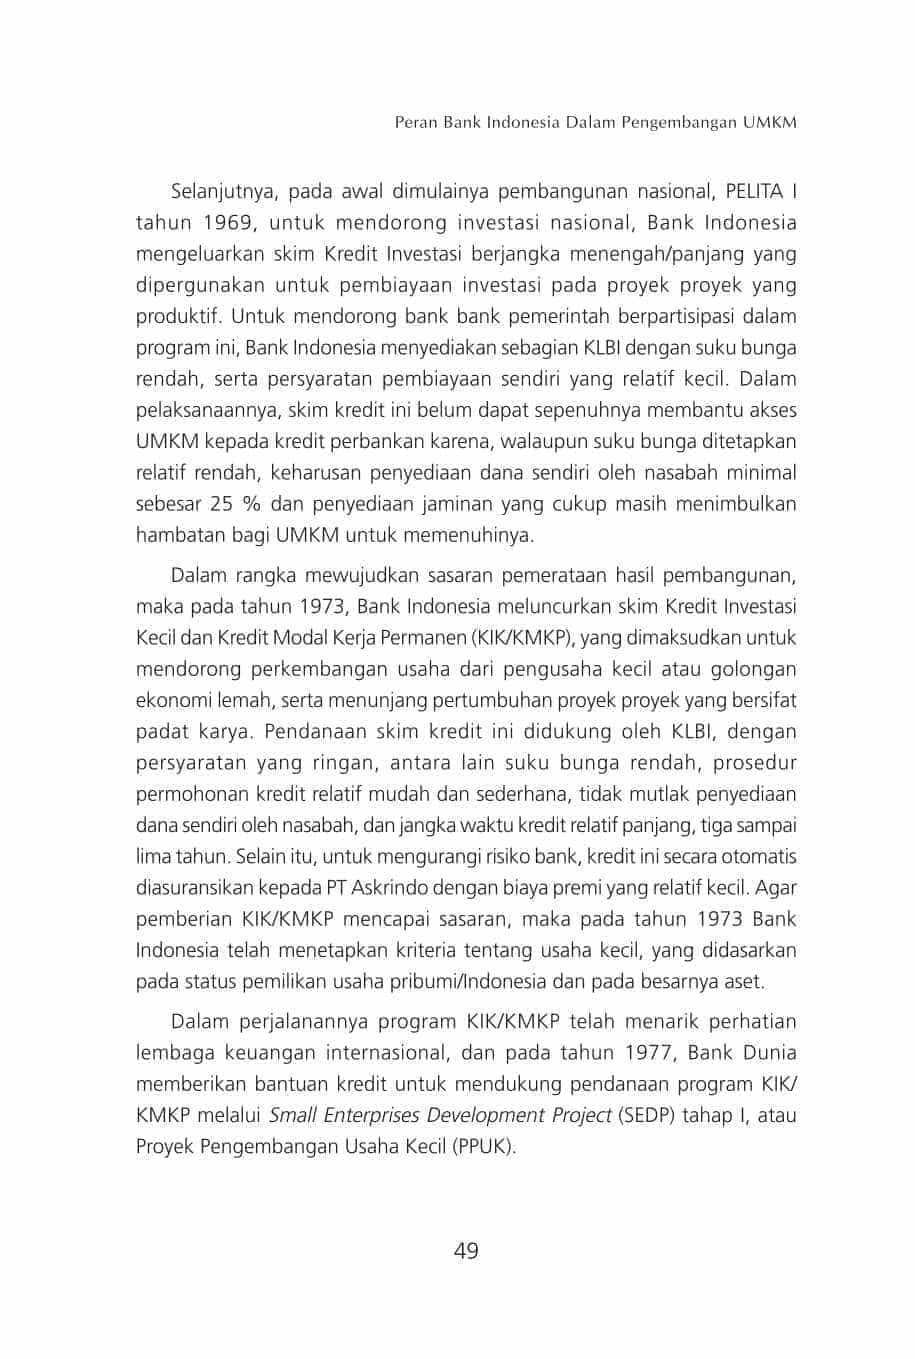 Peran Bank Indonesia Dalam Pengembangan UMKM
Selanjutnya, pada awal dimulainya pembangunan nasional, PELITA I
tahun 1969, untuk mendorong investasi nasional, Bank Indonesia
mengeluarkan skim Kredit Investasi berjangka menengah/panjang yang
dipergunakan untuk pembiayaan investasi pada proyek proyek yang
produktif. Untuk mendorong bank bank pemerintah berpartisipasi dalam
program ini, Bank Indonesia menyediakan sebagian KLBI dengan suku bunga
rendah, serta persyaratan pembiayaan sendiri yang relatif kecil. Dalam
pelaksanaannya, skim kredit ini belum dapat sepenuhnya membantu akses
UMKM kepada kredit perbankan karena, walaupun suku bunga ditetapkan
relatif rendah, keharusan penyediaan dana sendiri oleh nasabah minimal
sebesar 25 % dan penyediaan jaminan yang cukup masih menimbulkan
hambatan bagi UMKM untuk memenuhinya.
Dalam rangka mewujudkan sasaran pemerataan hasil pembangunan,
maka pada tahun 1973, Bank Indonesia meluncurkan skim Kredit Investasi
Kecil dan Kredit Modal Kerja Permanen (KIK/KMKP), yang dimaksudkan untuk
mendorong perkembangan usaha dari pengusaha kecil atau golongan
ekonomi lemah, serta menunjang pertumbuhan proyek proyek yang bersifat
padat karya. Pendanaan skim kredit ini didukung oleh KLBI, dengan
persyaratan yang ringan, antara lain suku bunga rendah, prosedur
permohonan kredit relatif mudah dan sederhana, tidak mutlak penyediaan
dana sendiri oleh nasabah, dan jangka waktu kredit relatif panjang, tiga sampai
lima tahun. Selain itu, untuk mengurangi risiko bank, kredit ini secara otomatis
diasuransikan kepada PT Askrindo dengan biaya premi yang relatif kecil. Agar
pemberian KIK/KMKP mencapai sasaran, maka pada tahun 1973 Bank
Indonesia telah menetapkan kriteria tentang usaha kecil, yang didasarkan
pada status pemilikan usaha pribumi/Indonesia dan pada besarnya aset.
Dalam perjalanannya program KIK/KMKP telah menarik perhatian
lembaga keuangan internasional, dan pada tahun 1977, Bank Dunia
memberikan bantuan kredit untuk mendukung pendanaan program KIK/
KMKP melalui Small Enterprises Development Project (SEDP) tahap I, atau
Proyek Pengembangan Usaha Kecil (PPUK).
49